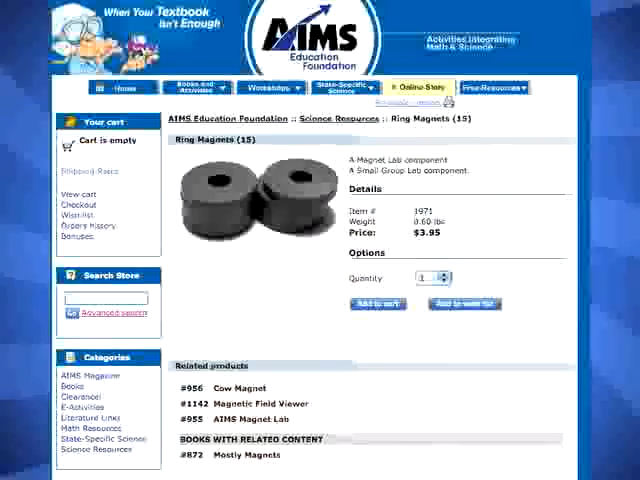 When Your Textbook
Isn't Enough
AIMS
Education
Foundation
Activities Integrating
Math & Science
Home
Books and
Activities
Workshops
State-Specific
Science
Online Store
Free Resources
Your cart
Cart is empty
Shipping Rates
View cart
Checkout
Wish list
Orders history
Bonuses
Search Store
Go Advanced search
Categories
AIMS Magazine
Books
Clearance!
E-Activities
Literature Links
Math Resources
State-Specific Science
Science Resources
AIMS Education Foundation :: Science Resources :: Ring Magnets (15)
Ring Magnets (15)
A Magnet Lab component
A Small Group Lab component.
Details
Item # 1971
Weight 0.60 lbs
Price: $3.95
Options
Quantity 1
Add to cart Add to wish list
Related products
#956 Cow Magnet
#1142 Magnetic Field Viewer
#955 AIMS Magnet Lab
BOOKS WITH RELATED CONTENT
#872 Mostly Magnets